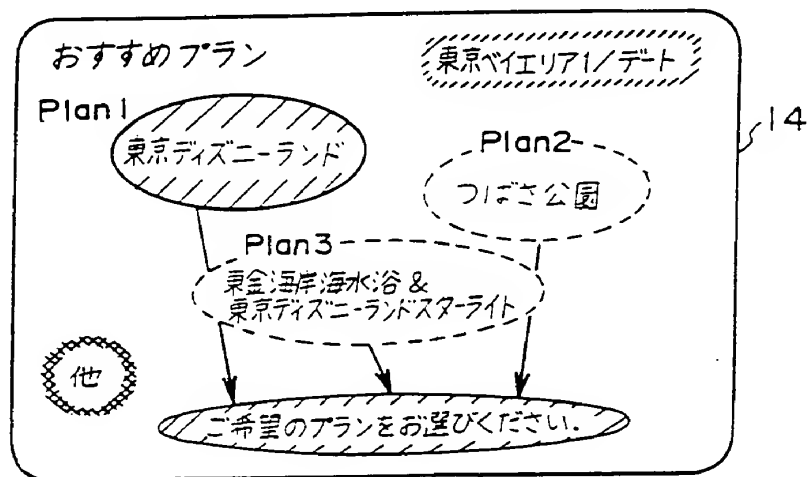 おすすめプラン
東京ベイエリア1/デート
14
Plan1
東京ディズニーランド
Plan2
つばさ公園
Plan3
東金海岸海水浴&
東京ディズニーランドスターライト
他
ご希望のプランをお選びください.